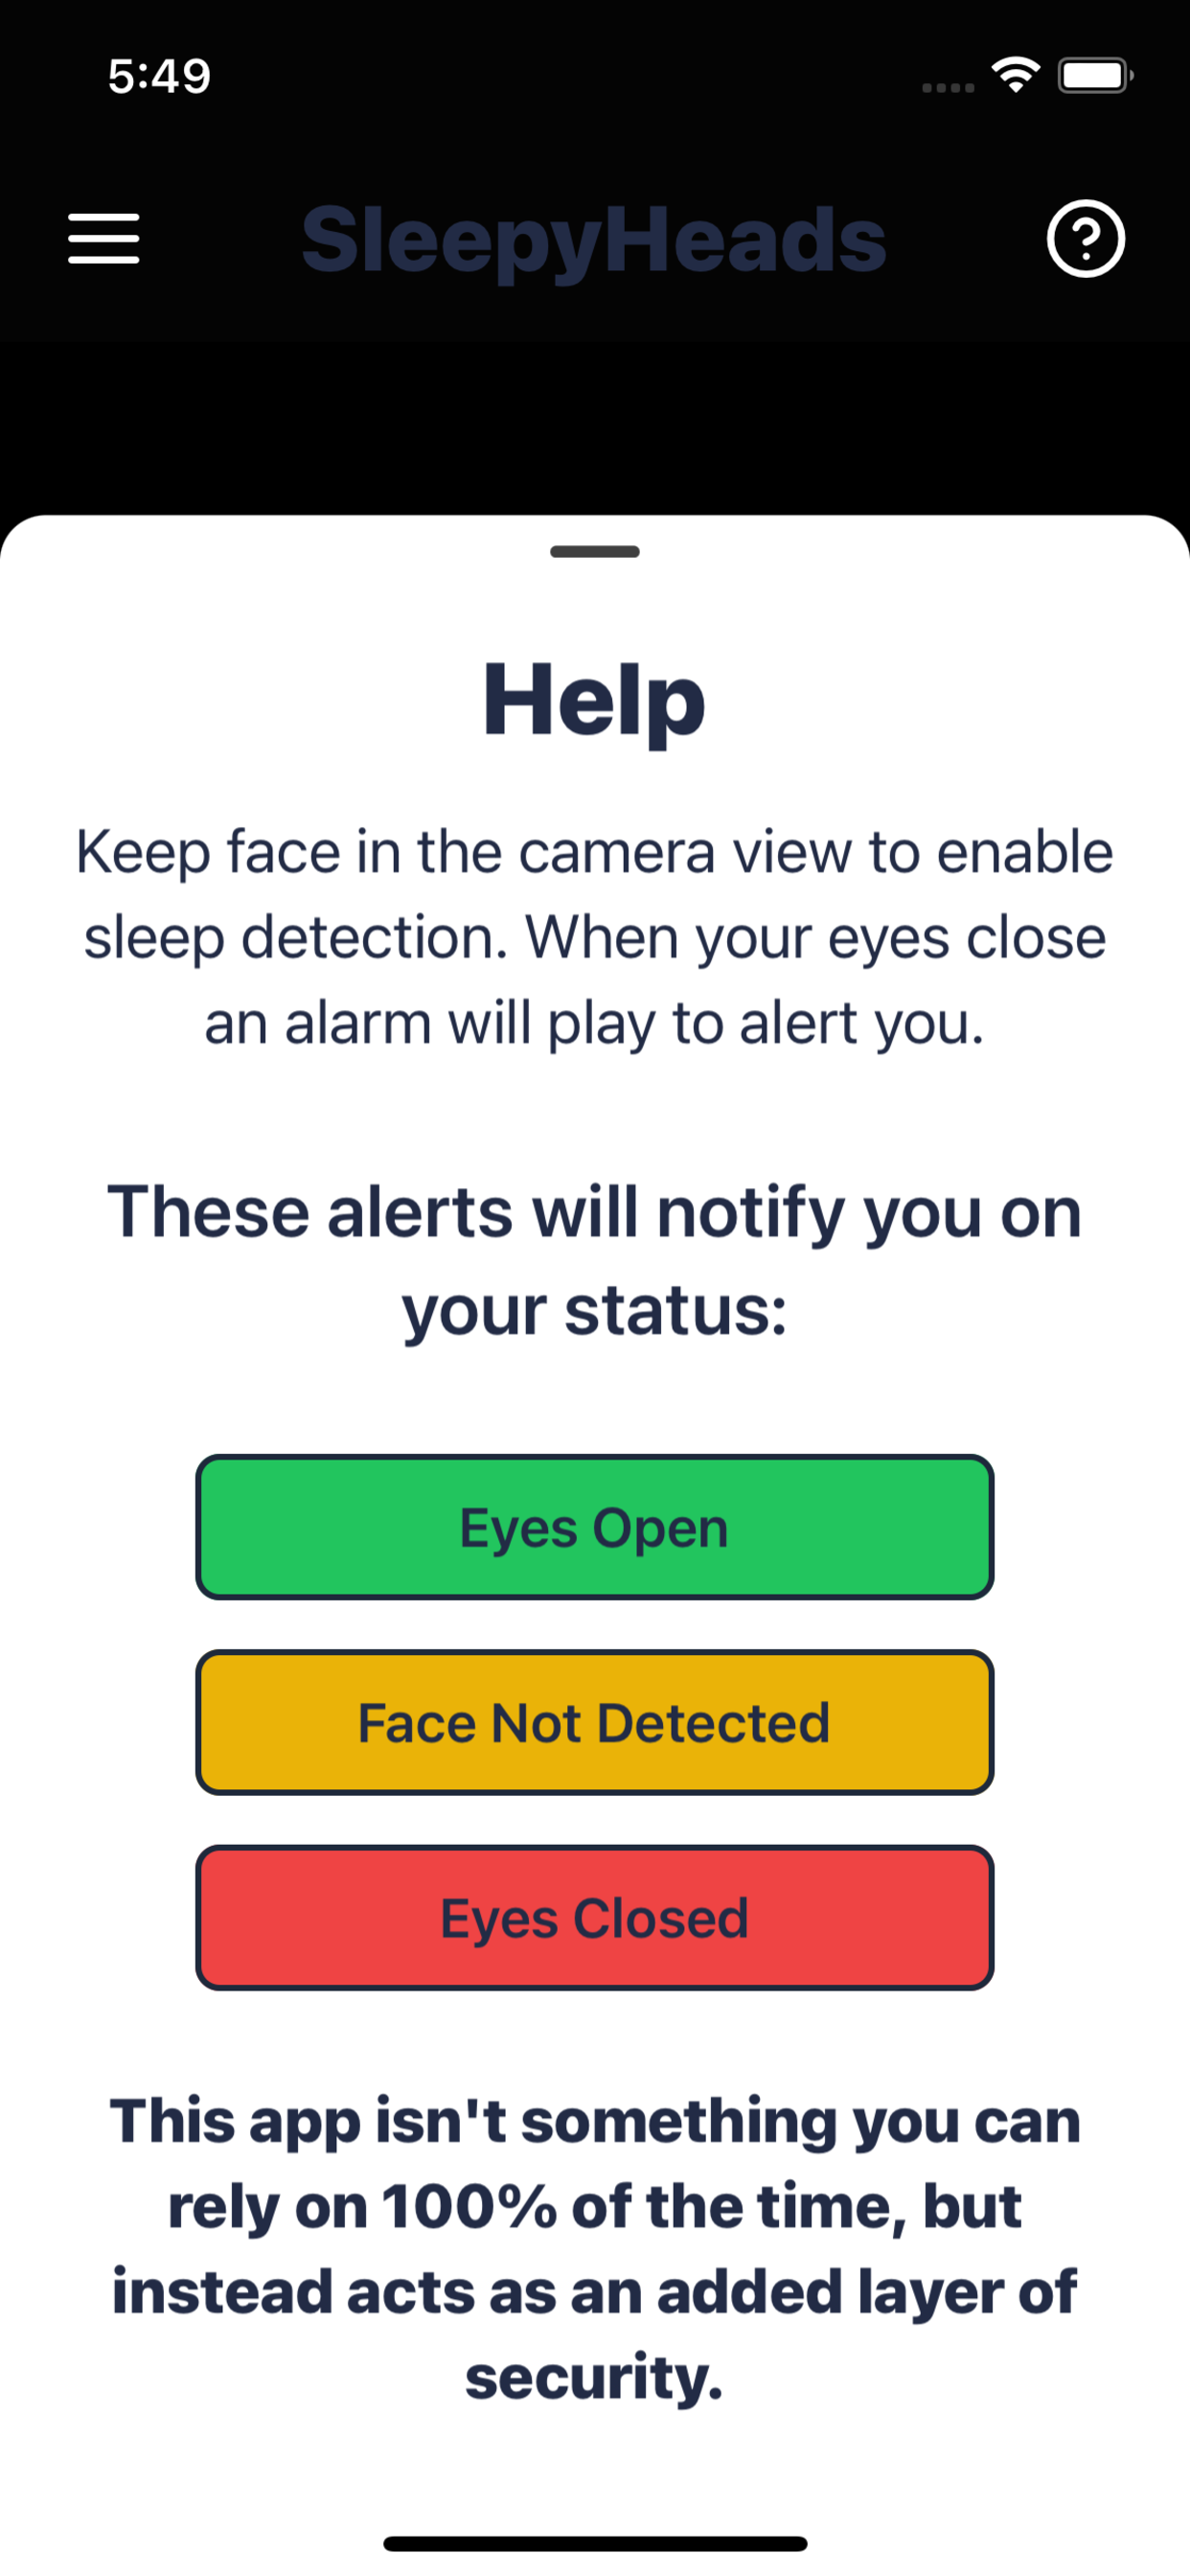 5:49
SleepyHeads
Help
Keep face in the camera view to enable
sleep detection. When your eyes close
an alarm will play to alert you.
These alerts will notify you on
your status:
Eyes Open
Face Not Detected
Eyes Closed
This app isn't something you can
rely on 100% of the time, but
instead acts as an added layer of
security.